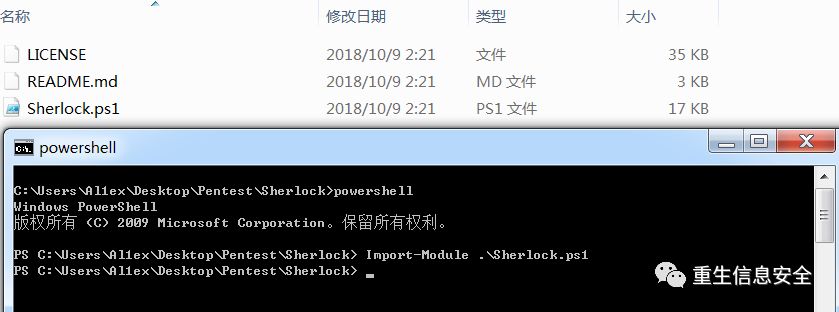 名称 修改日期 类型 大小
LICENSE 2018/10/9 2:21 文件 35 KB
README.md 2018/10/9 2:21 MD 文件 3 KB
Sherlock.ps1 2018/10/9 2:21 PS1 文件 17 KB
powershell
C:\Users\Al1ex\Desktop\Pentest\Sherlock>powershell
Windows PowerShell
版权所有 (C) 2009 Microsoft Corporation。保留所有权利。
PS C:\Users\Al1ex\Desktop\Pentest\Sherlock> Import-Module .\Sherlock.ps1
PS C:\Users\Al1ex\Desktop\Pentest\Sherlock> _
重生信息安全